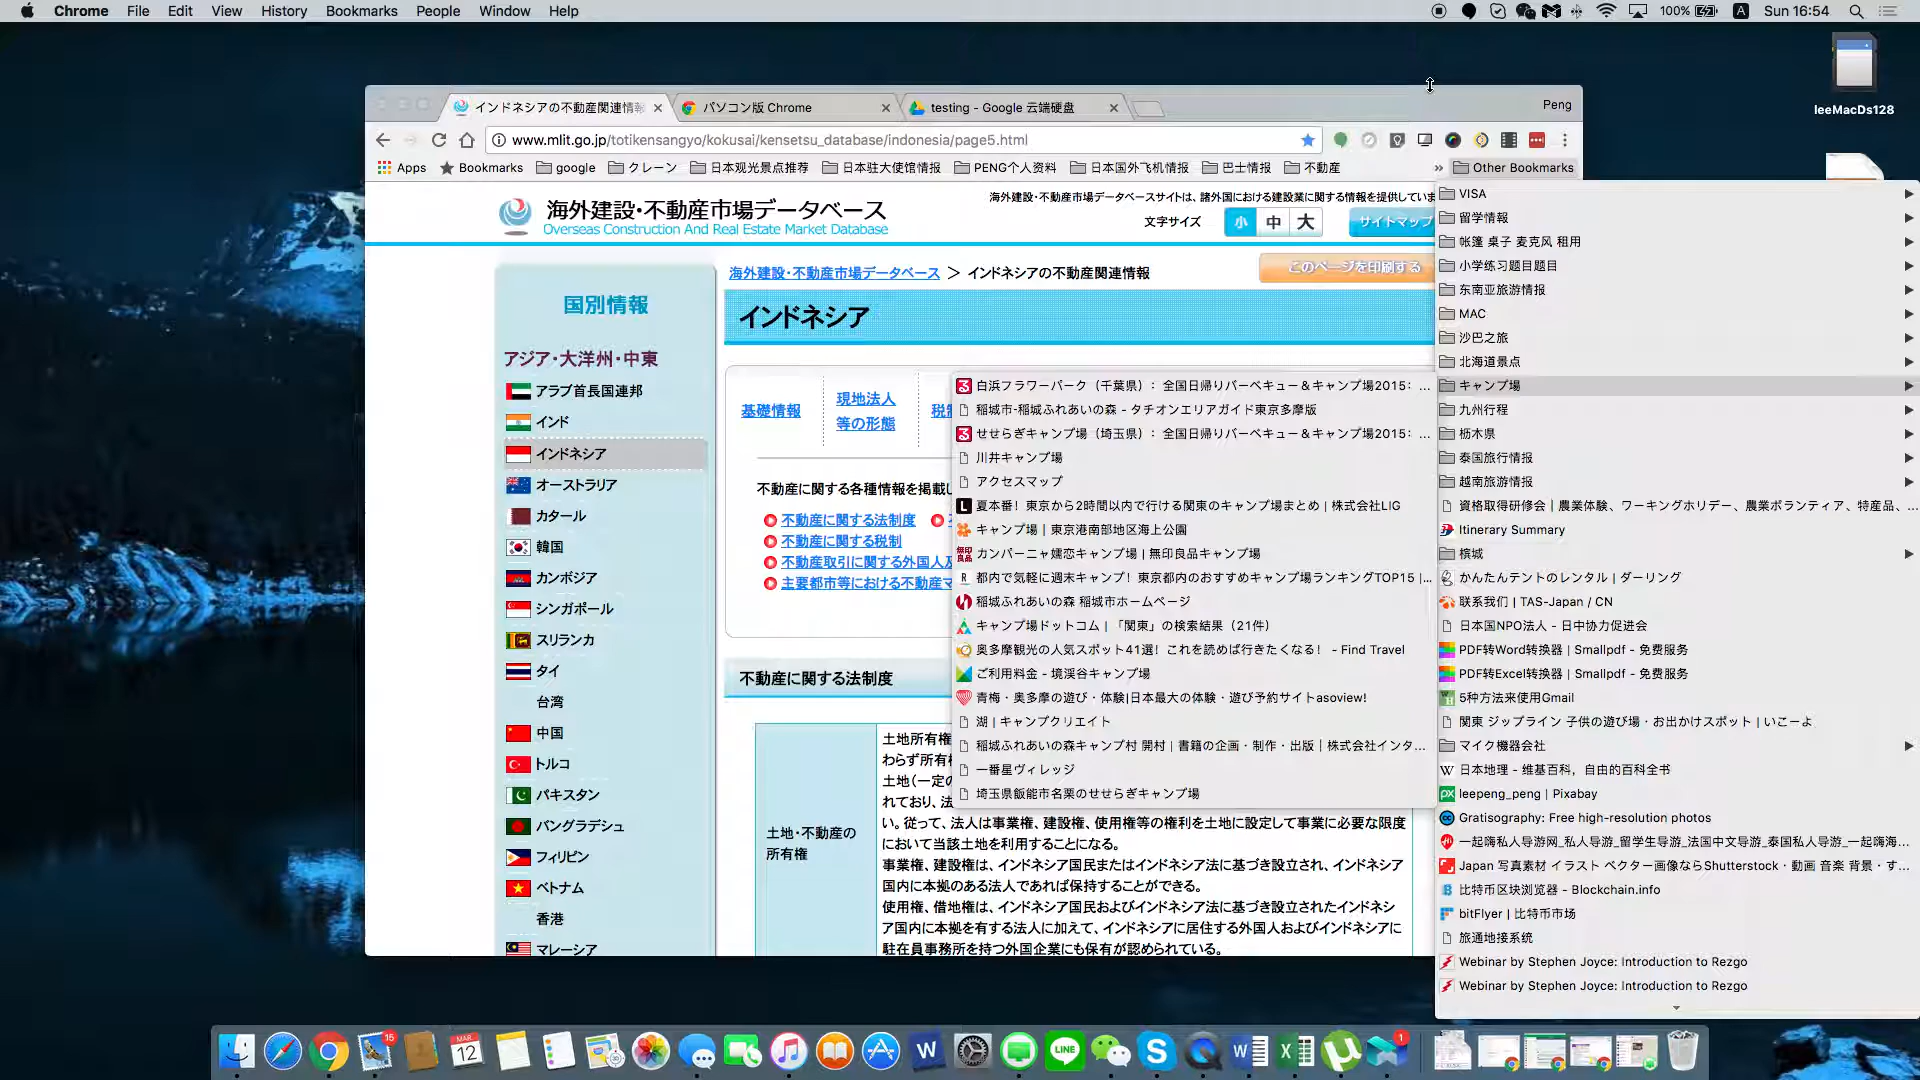 Chrome File Edit View History Bookmarks People Window Help
100% A Sun 16:54
leeMacDs128
インドネシアの不動産関連情報
パソコン版 Chrome
testing - Google 云端硬盘
Peng
www.mlit.go.jp/totikensangyo/kokusai/kensetsu_database/indonesia/page5.html
Apps Bookmarks google クレーン 日本观光景点推荐 日本驻大使馆情报 PENG个人资料 日本国外飞机情报 巴士情报 不動産 » Other Bookmarks
海外建設・不動産市場データベース
Overseas Construction And Real Estate Market Database
海外建設・不動産市場データベースサイトは、諸外国における建設業に関する情報を提供していま
文字サイズ 小 中 大 サイトマップ
国別情報
アジア・大洋州・中東
アラブ首長国連邦
インド
インドネシア
オーストラリア
カタール
韓国
カンボジア
シンガポール
スリランカ
タイ
台湾
中国
トルコ
パキスタン
バングラデシュ
フィリピン
ベトナム
香港
マレーシア
海外建設・不動産市場データベース > インドネシアの不動産関連情報
このページを印刷する
インドネシア
基礎情報
現地法人
等の形態
税制
不動産に関する各種情報を掲載し
不動産に関する法制度
不動産に関する税制
不動産取引に関する外国人及
主要都市等における不動産マ
不動産に関する法制度
土地・不動産の
所有権
土地所有権
わらず所有権
土地(一定の
れており、法
い。従って、法人は事業権、建設権、使用権等の権利を土地に設定して事業に必要な限度
において当該土地を利用することになる。
事業権、建設権は、インドネシア国民またはインドネシア法に基づき設立され、インドネシア
国内に本拠のある法人であれば保持することができる。
使用権、借地権は、インドネシア国民およびインドネシア法に基づき設立されたインドネシ
ア国内に本拠を有する法人に加えて、インドネシアに居住する外国人およびインドネシアに
駐在員事務所を持つ外国企業にも保有が認められている。
白浜フラワーパーク（千葉県）：全国日帰りバーベキュー＆キャンプ場2015：...
稲城市-稲城ふれあいの森 - タチオンエリアガイド東京多摩版
せせらぎキャンプ場（埼玉県）：全国日帰りバーベキュー＆キャンプ場2015：...
川井キャンプ場
アクセスマップ
夏本番！東京から2時間以内で行ける関東のキャンプ場まとめ | 株式会社LIG
キャンプ場 | 東京港南部地区海上公園
カンパーニャ嬬恋キャンプ場 | 無印良品キャンプ場
都内で気軽に週末キャンプ！東京都内のおすすめキャンプ場ランキングTOP15 |...
稲城ふれあいの森 稲城市ホームページ
キャンプ場ドットコム | 「関東」の検索結果（21件）
奥多摩観光の人気スポット41選！これを読めば行きたくなる！ - Find Travel
ご利用料金 - 境渓谷キャンプ場
青梅・奥多摩の遊び・体験|日本最大の体験・遊び予約サイトasoview!
湖 | キャンプクリエイト
稲城ふれあいの森キャンプ村 開村 | 書籍の企画・制作・出版 | 株式会社インタ...
一番星ヴィレッジ
埼玉県飯能市名栗のせせらぎキャンプ場
VISA
留学情報
帐篷 桌子 麦克风 租用
小学练习题目题目
东南亚旅游情报
MAC
沙巴之旅
北海道景点
キャンプ場
九州行程
枥木県
泰国旅行情报
越南旅游情报
資格取得研修会 | 農業体験、ワーキングホリデー、農業ボランティア、特産品、...
Itinerary Summary
槟城
かんたんテントのレンタル | ダーリング
联系我们 | TAS-Japan / CN
日本国NPO法人 - 日中协力促进会
PDF转Word转换器 | Smallpdf - 免费服务
PDF转Excel转换器 | Smallpdf - 免费服务
5种方法来使用Gmail
関東 ジップライン 子供の遊び場・お出かけスポット | いこーよ
マイク機器会社
日本地理 - 维基百科，自由的百科全书
leepeng_peng | Pixabay
Gratisography: Free high-resolution photos
一起嗨私人导游网_私人导游_留学生导游_法国中文导游_泰国私人导游_一起嗨海...
Japan 写真素材 イラスト ベクター画像ならShutterstock・動画 音楽 背景・す...
比特币区块浏览器 - Blockchain.info
bitFlyer | 比特币市场
旅通地接系统
Webinar by Stephen Joyce: Introduction to Rezgo
Webinar by Stephen Joyce: Introduction to Rezgo
15
MAR
12
LINE
1